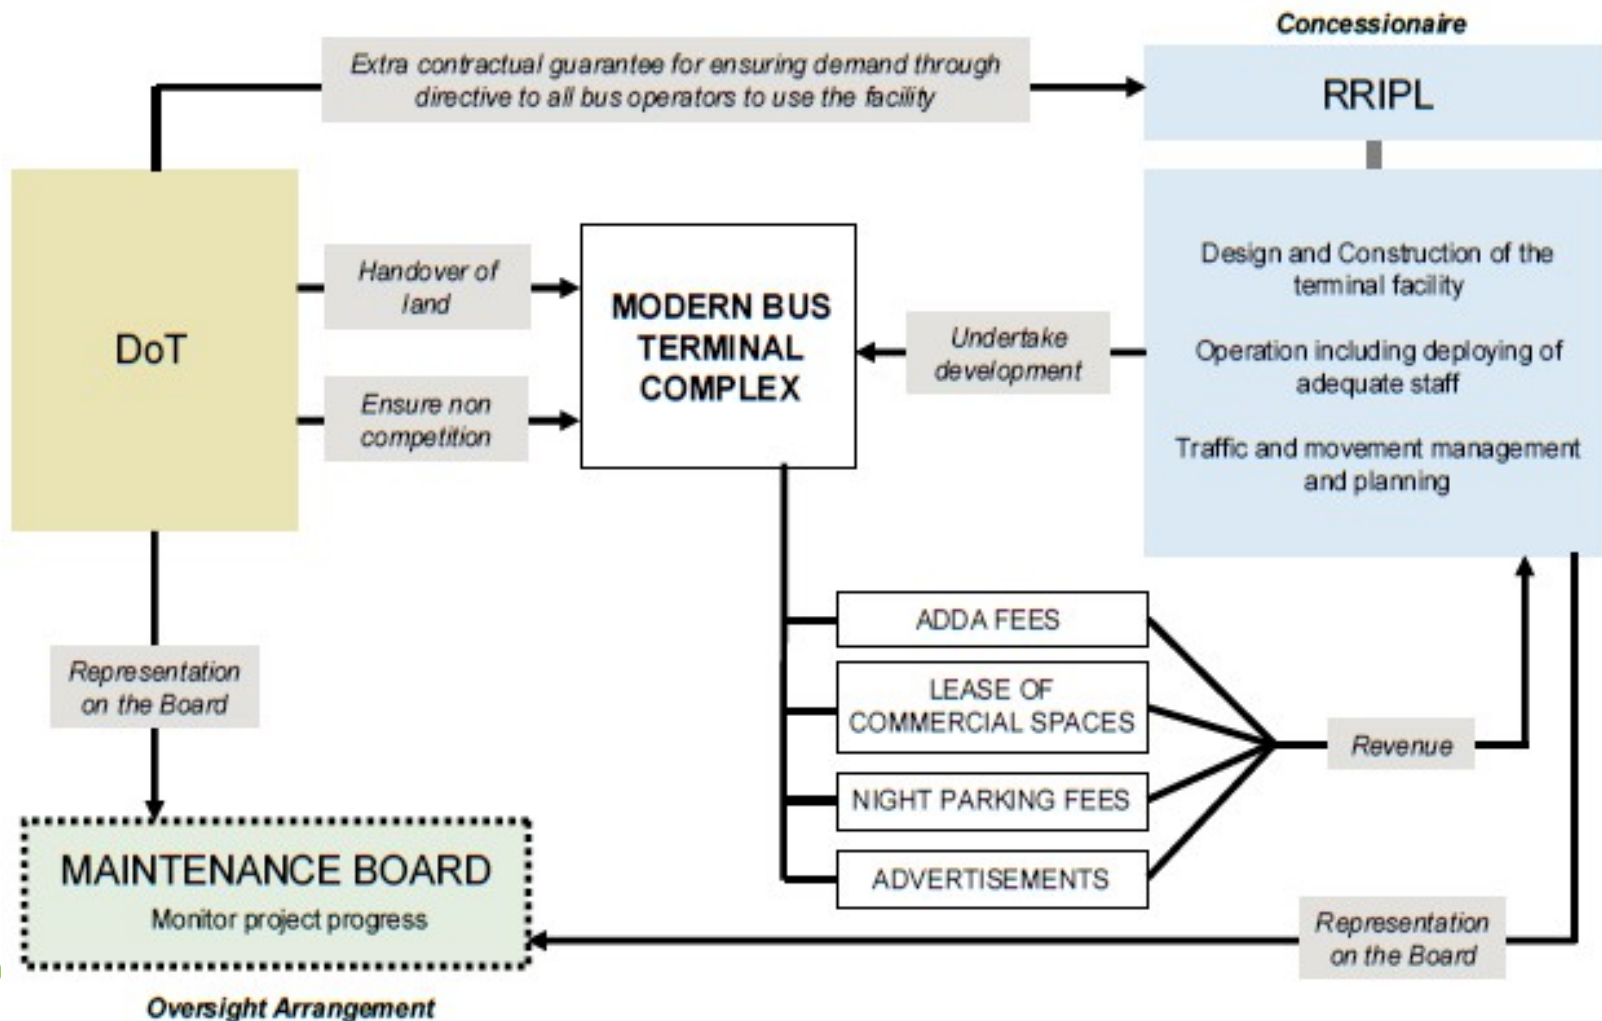 Concessionaire
Extra contractual guarantee for ensuring demand through
directive to all bus operators to use the facility
RRIPL
DoT
Handover of
land
Ensure non
competition
MODERN BUS
TERMINAL
COMPLEX
Undertake
development
Design and Construction of the
terminal facility
Operation including deploying of
adequate staff
Traffic and movement management
and planning
Representation
on the Board
ADDA FEES
LEASE OF
COMMERCIAL SPACES
NIGHT PARKING FEES
ADVERTISEMENTS
Revenue
MAINTENANCE BOARD
Monitor project progress
Representation
on the Board
Oversight Arrangement